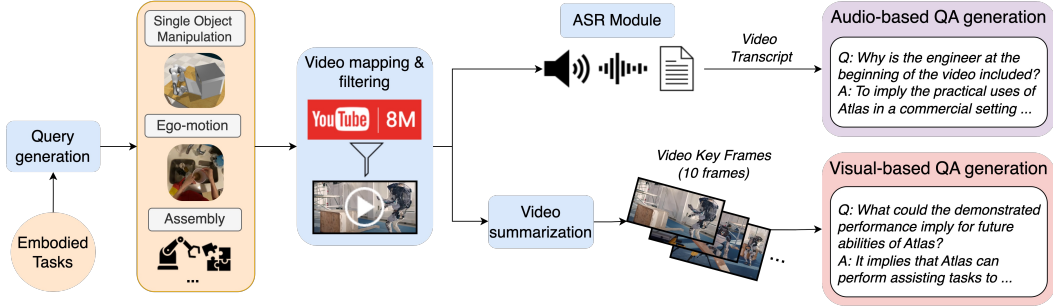 Embodied
Tasks
Query
generation
Single Object
Manipulation
Ego-motion
Assembly
...
Video mapping &
filtering
YouTube | 8M
ASR Module
Video
Transcript
Audio-based QA generation
Q: Why is the engineer at the
beginning of the video included?
A: To imply the practical uses of
Atlas in a commercial setting ...
Video
summarization
Video Key Frames
(10 frames)
...
Visual-based QA generation
Q: What could the demonstrated
performance imply for future
abilities of Atlas?
A: It implies that Atlas can
perform assisting tasks to ...